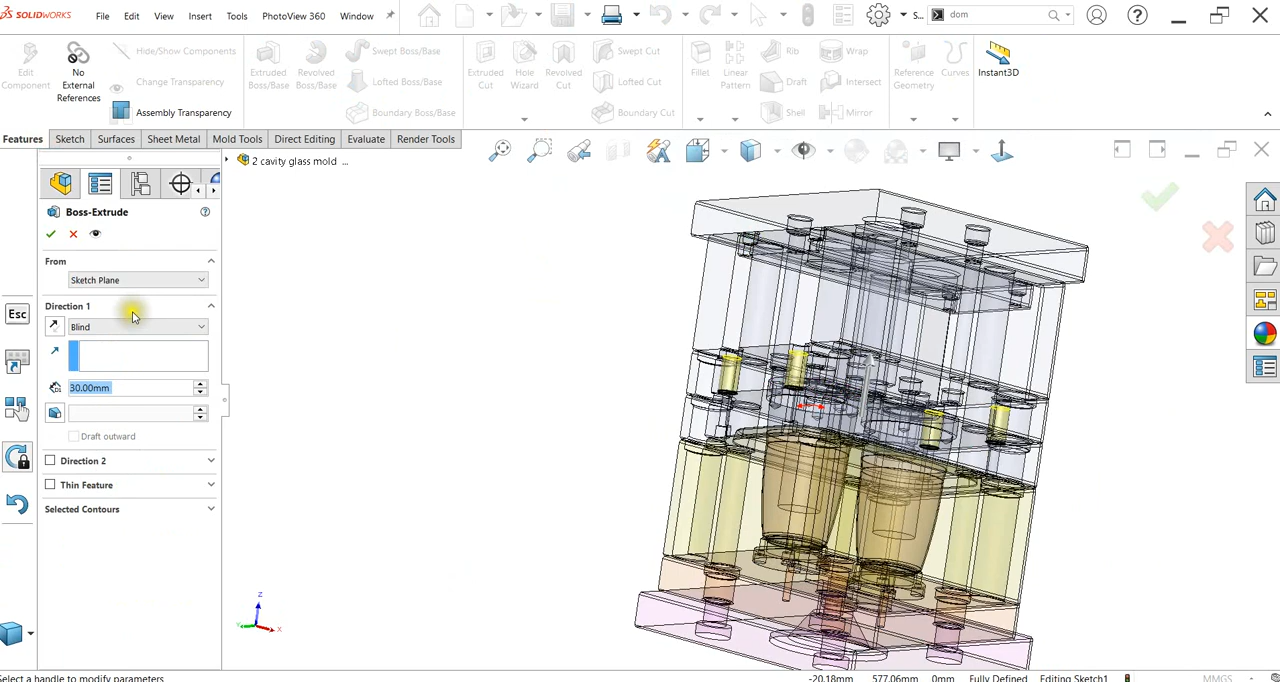 SOLIDWORKS File Edit View Insert Tools PhotoView 360 Window S... dom
Edit Component
No External References
Hide/Show Components
Change Transparency
Assembly Transparency
Extruded Boss/Base
Revolved Boss/Base
Swept Boss/Base
Lofted Boss/Base
Boundary Boss/Base
Extruded Cut
Hole Wizard
Revolved Cut
Swept Cut
Lofted Cut
Boundary Cut
Fillet
Linear Pattern
Rib
Draft
Shell
Wrap
Intersect
Mirror
Reference Geometry
Curves
Instant3D
Features Sketch Surfaces Sheet Metal Mold Tools Direct Editing Evaluate Render Tools
2 cavity glass mold ...
Boss-Extrude
From
Sketch Plane
Direction 1
Esc
Blind
30.00mm
Draft outward
Direction 2
Thin Feature
Selected Contours
Z
Y
X
Select a handle to modify parameters -20.18mm 577.06mm 0mm Fully Defined Editing Sketch1 MMGS